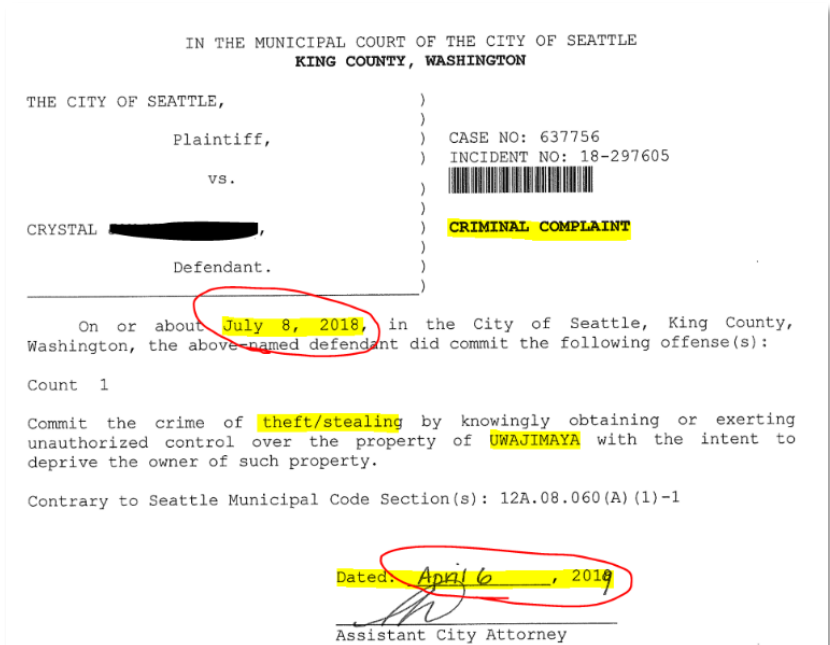 IN THE MUNICIPAL COURT OF THE CITY OF SEATTLE
KING COUNTY, WASHINGTON
THE CITY OF SEATTLE, )
)
Plaintiff, ) CASE NO: 637756
) INCIDENT NO: 18-297605
vs. )
)
CRYSTAL , ) CRIMINAL COMPLAINT
)
Defendant. )
)
On or about July 8, 2018, in the City of Seattle, King County,
Washington, the above-named defendant did commit the following offense(s):
Count 1
Commit the crime of theft/stealing by knowingly obtaining or exerting
unauthorized control over the property of UWAJIMAYA with the intent to
deprive the owner of such property.
Contrary to Seattle Municipal Code Section(s): 12A.08.060(A)(1)-1
Dated: April 6, 2019
Assistant City Attorney